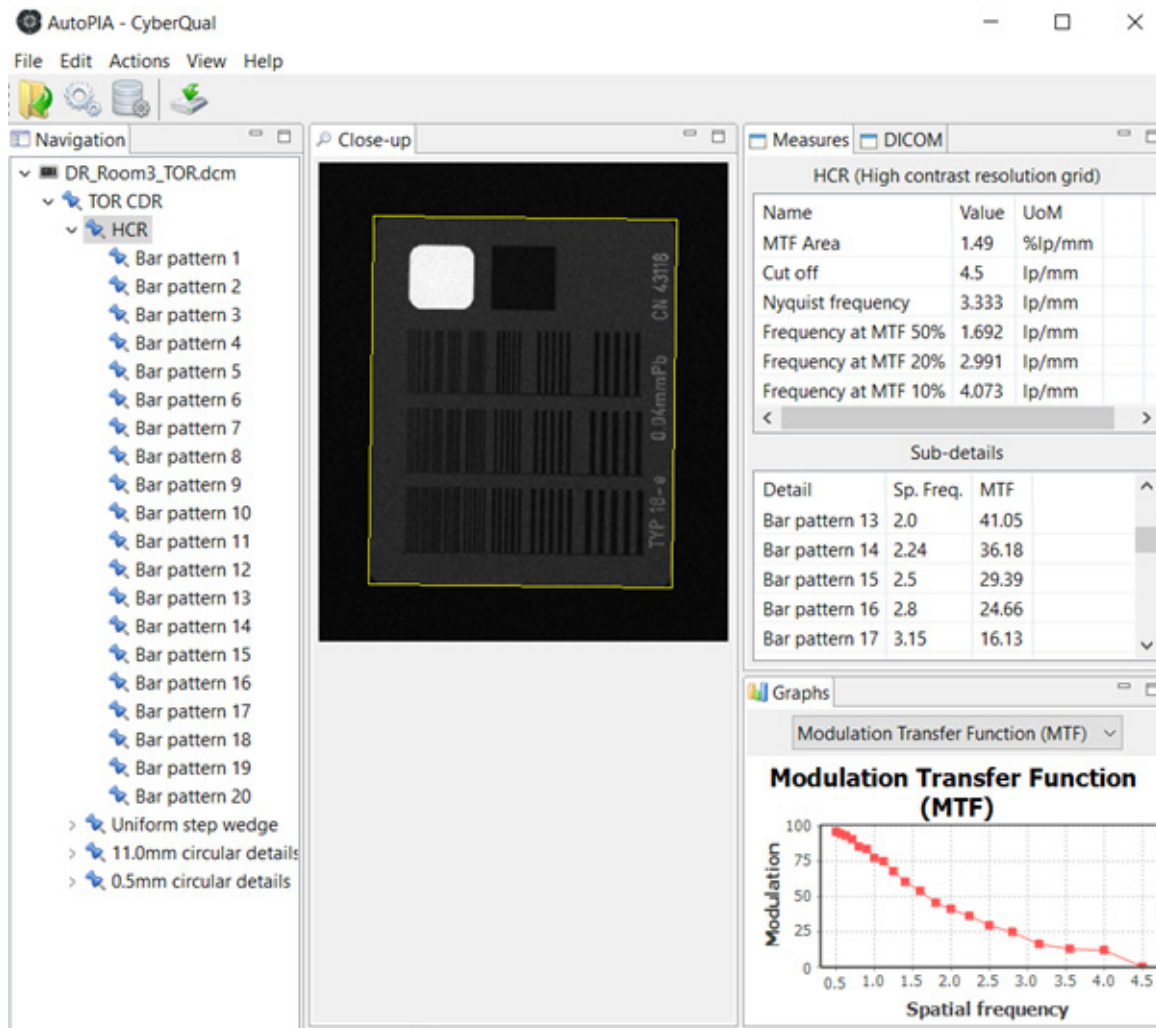 AutoPIA - CyberQual
File Edit Actions View Help
Navigation
DR_Room3_TOR.dcm
TOR CDR
HCR
Bar pattern 1
Bar pattern 2
Bar pattern 3
Bar pattern 4
Bar pattern 5
Bar pattern 6
Bar pattern 7
Bar pattern 8
Bar pattern 9
Bar pattern 10
Bar pattern 11
Bar pattern 12
Bar pattern 13
Bar pattern 14
Bar pattern 15
Bar pattern 16
Bar pattern 17
Bar pattern 18
Bar pattern 19
Bar pattern 20
Uniform step wedge
11.0mm circular details
0.5mm circular details
Close-up
TYP 18-e 0.04mmPb CN 43118
Measures DICOM
HCR (High contrast resolution grid)
Name Value UoM
MTF Area 1.49 %lp/mm
Cut off 4.5 lp/mm
Nyquist frequency 3.333 lp/mm
Frequency at MTF 50% 1.692 lp/mm
Frequency at MTF 20% 2.991 lp/mm
Frequency at MTF 10% 4.073 lp/mm
Sub-details
Detail Sp. Freq. MTF
Bar pattern 13 2.0 41.05
Bar pattern 14 2.24 36.18
Bar pattern 15 2.5 29.39
Bar pattern 16 2.8 24.66
Bar pattern 17 3.15 16.13
Graphs
Modulation Transfer Function (MTF)
Modulation Transfer Function
(MTF)
Modulation
100
75
50
25
0
0.5 1.0 1.5 2.0 2.5 3.0 3.5 4.0 4.5
Spatial frequency